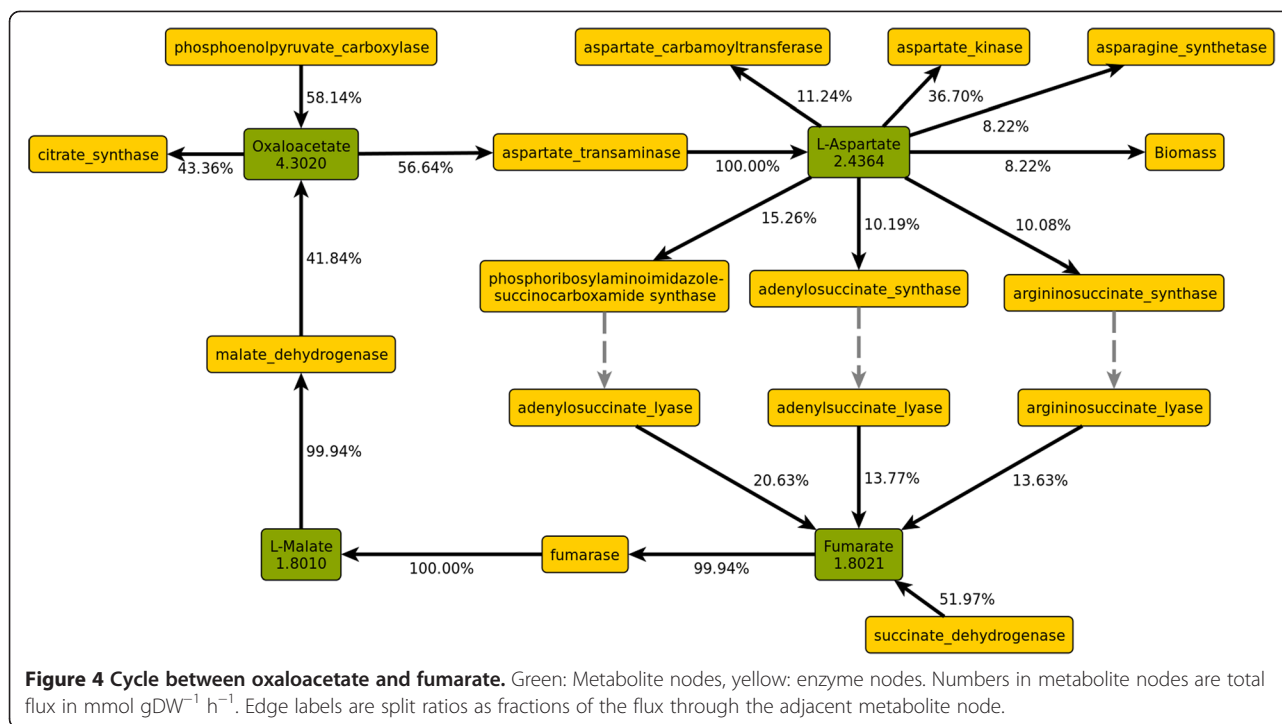 phosphoenolpyruvate_carboxylase
aspartate_carbamoyltransferase
aspartate_kinase
asparagine_synthetase
58.14%
11.24%
36.70%
8.22%
citrate_synthase
43.36%
Oxaloacetate
4.3020
56.64%
aspartate_transaminase
100.00%
L-Aspartate
2.4364
8.22%
Biomass
15.26%
10.19%
10.08%
41.84%
phosphoribosylaminoimidazole-
succinocarboxamide synthase
adenylosuccinate_synthase
argininosuccinate_synthase
malate_dehydrogenase
adenylosuccinate_lyase
adenylsuccinate_lyase
argininosuccinate_lyase
99.94%
20.63%
13.77%
13.63%
L-Malate
1.8010
100.00%
fumarase
99.94%
Fumarate
1.8021
51.97%
succinate_dehydrogenase
Figure 4 Cycle between oxaloacetate and fumarate. Green: Metabolite nodes, yellow: enzyme nodes. Numbers in metabolite nodes are total
flux in mmol gDW⁻¹ h⁻¹. Edge labels are split ratios as fractions of the flux through the adjacent metabolite node.